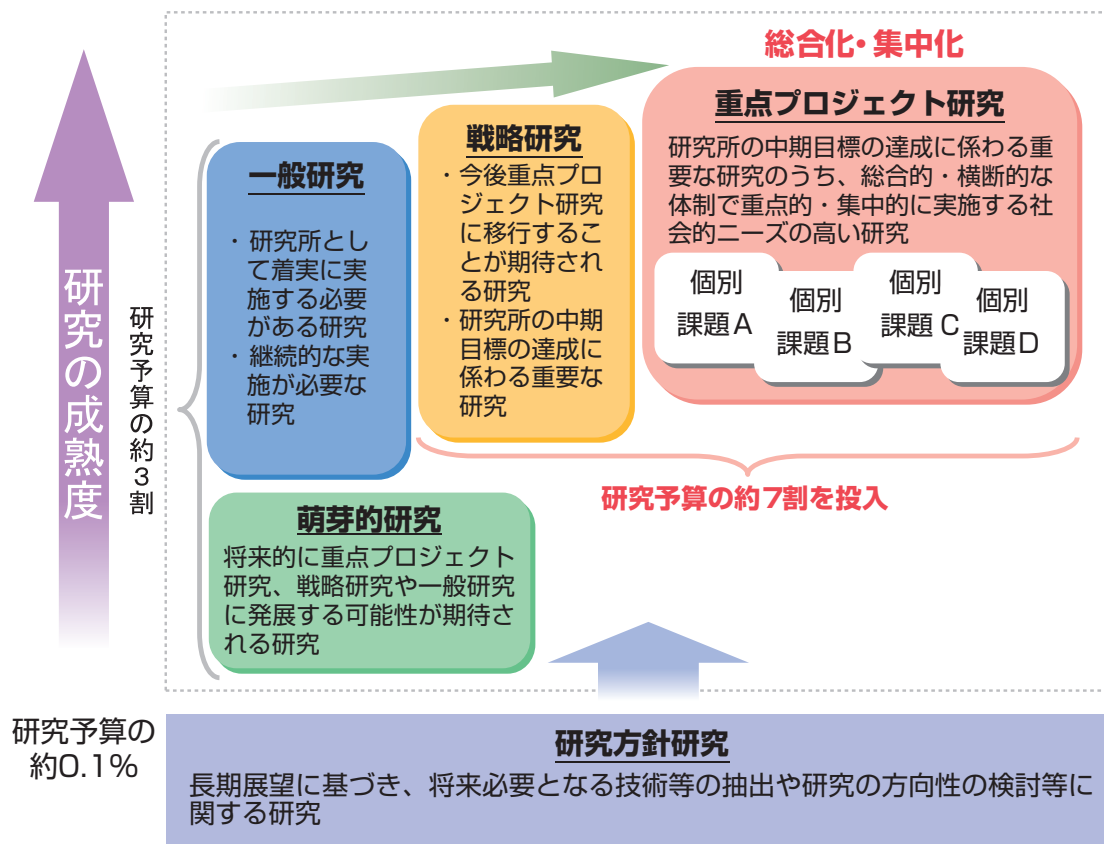 総合化・集中化
重点プロジェクト研究
研究所の中期目標の達成に係わる重
要な研究のうち、総合的・横断的な
体制で重点的・集中的に実施する社
会的ニーズの高い研究
個別
課題A
個別
課題B
個別
課題C
個別
課題D
戦略研究
・今後重点プロ
ジェクト研究
に移行するこ
とが期待され
る研究
・研究所の中期
目標の達成に
係わる重要な
研究
一般研究
・研究所とし
て着実に実
施する必要
がある研究
・継続的な実
施が必要な
研究
研究の成熟度
研究予算の約3割
研究予算の約7割を投入
萌芽的研究
将来的に重点プロジェクト
研究、戦略研究や一般研究
に発展する可能性が期待さ
れる研究
研究予算の
約0.1%
研究方針研究
長期展望に基づき、将来必要となる技術等の抽出や研究の方向性の検討等に
関する研究